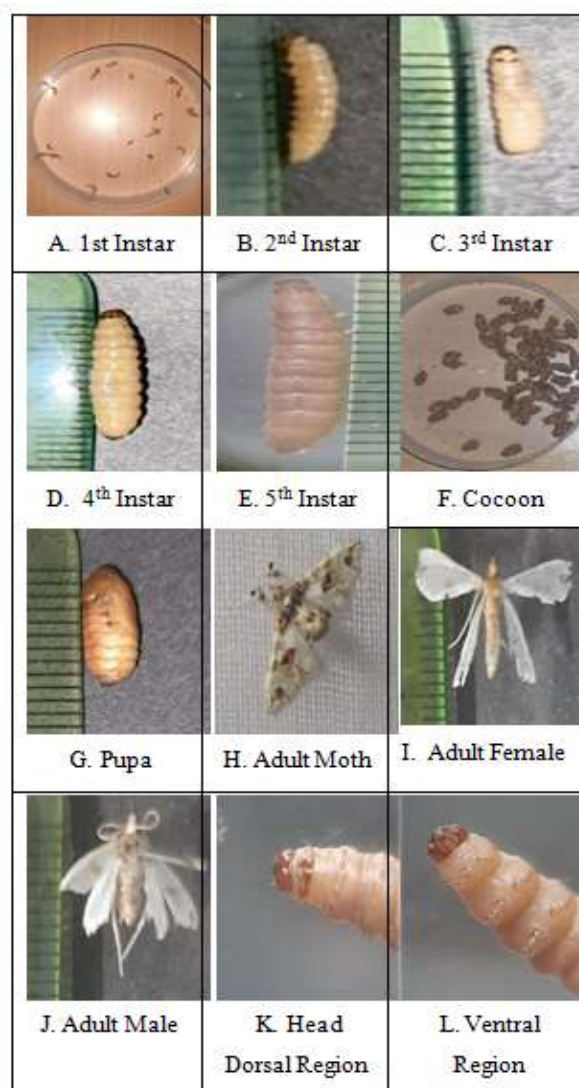 A. 1st Instar
B. 2nd Instar
C. 3rd Instar
D. 4th Instar
E. 5th Instar
F. Cocoon
G. Pupa
H. Adult Moth
I. Adult Female
J. Adult Male
K. Head
Dorsal Region
L. Ventral
Region